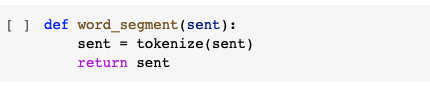 [ ] def word_segment(sent):
        sent = tokenize(sent)
        return sent